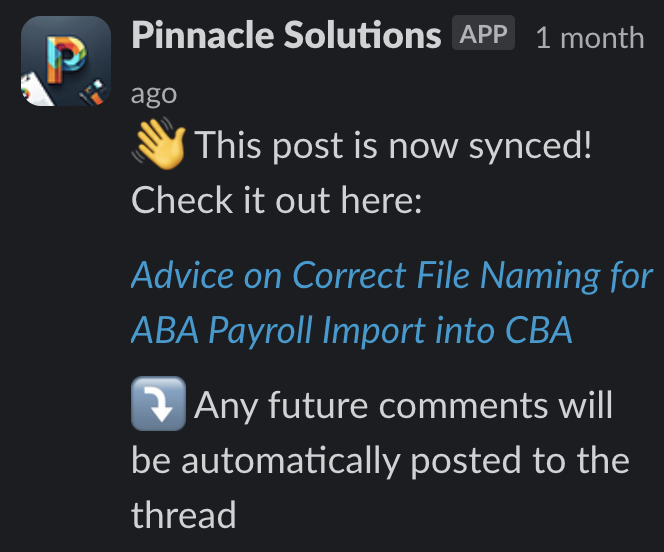 Pinnacle Solutions APP 1 month
ago
👋 This post is now synced!
Check it out here:
Advice on Correct File Naming for
ABA Payroll Import into CBA
⤵️ Any future comments will
be automatically posted to the
thread